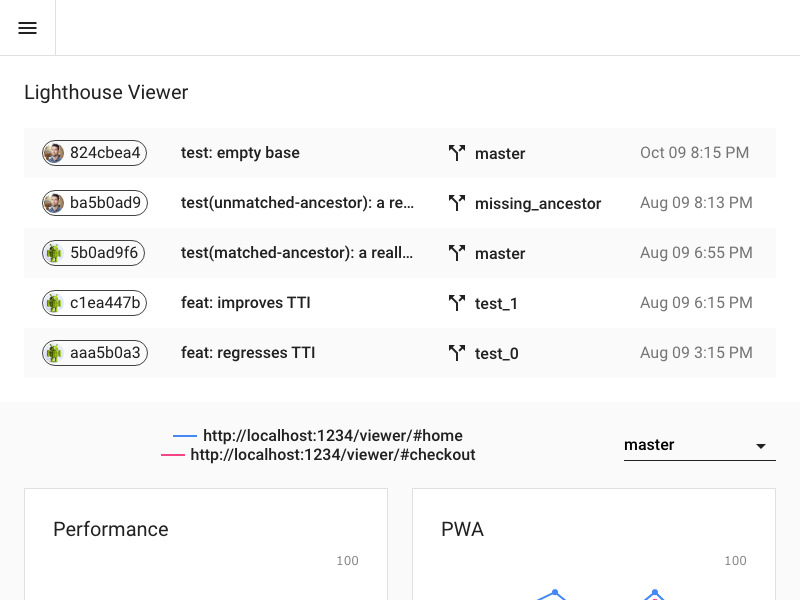 Lighthouse Viewer
824cbea4 test: empty base master Oct 09 8:15 PM
ba5b0ad9 test(unmatched-ancestor): a re... missing_ancestor Aug 09 8:13 PM
5b0ad9f6 test(matched-ancestor): a reall... master Aug 09 6:55 PM
c1ea447b feat: improves TTI test_1 Aug 09 6:15 PM
aaa5b0a3 feat: regresses TTI test_0 Aug 09 3:15 PM
http://localhost:1234/viewer/#home
http://localhost:1234/viewer/#checkout
master
Performance
100
PWA
100